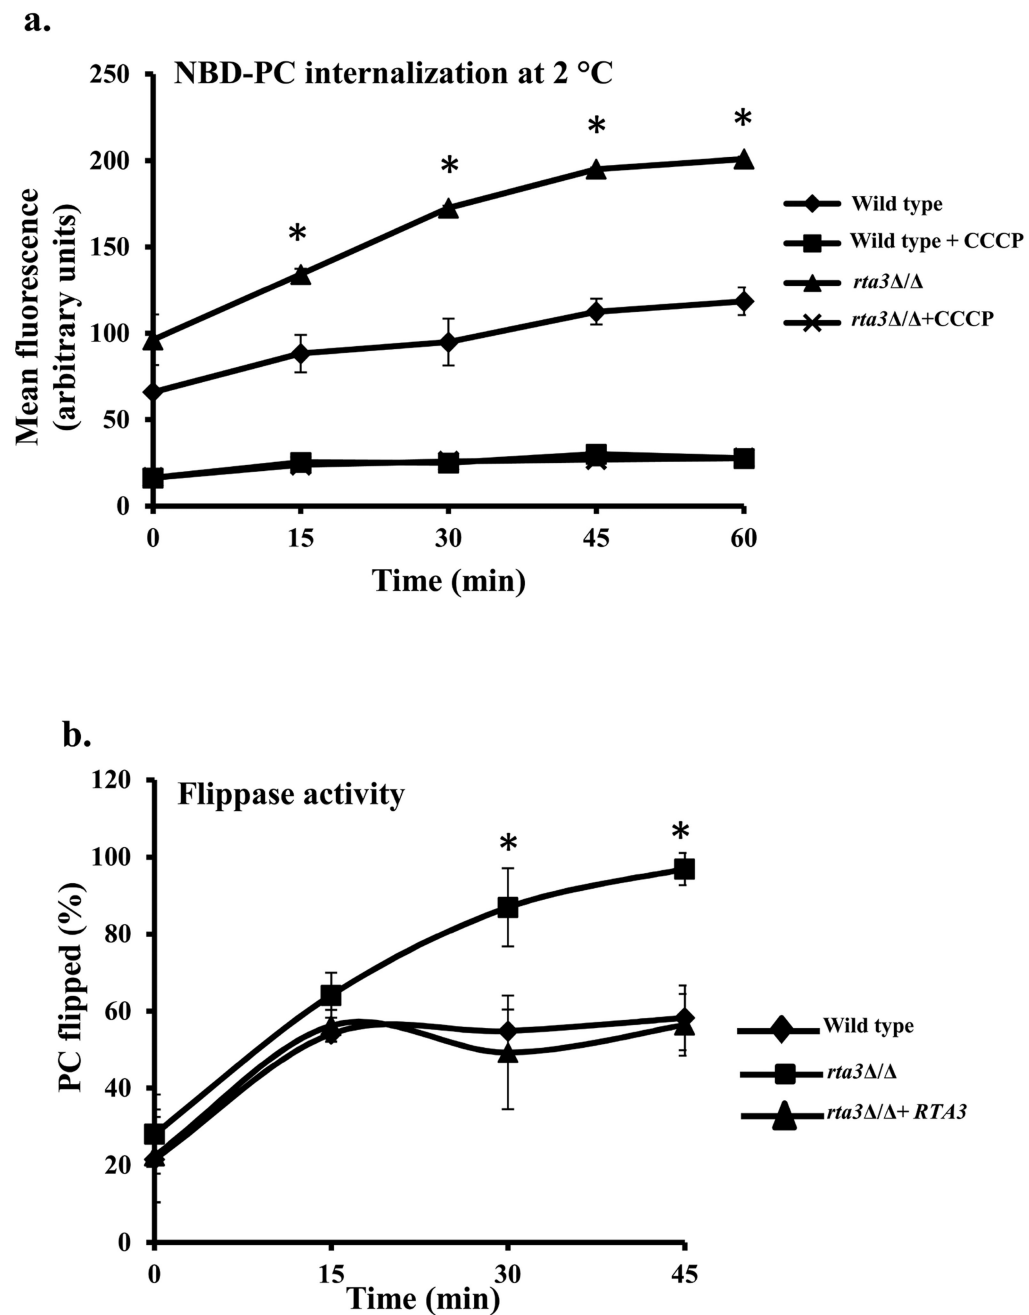 a.
NBD-PC internalization at 2 °C
250
200
150
100
50
0
Mean fluorescence
(arbitrary units)
*
*
*
*
0 15 30 45 60
Time (min)
Wild type
Wild type + CCCP
rta3Δ/Δ
rta3Δ/Δ+CCCP
b.
Flippase activity
120
100
80
60
40
20
0
PC flipped (%)
*
*
0 15 30 45
Time (min)
Wild type
rta3Δ/Δ
rta3Δ/Δ+ RTA3